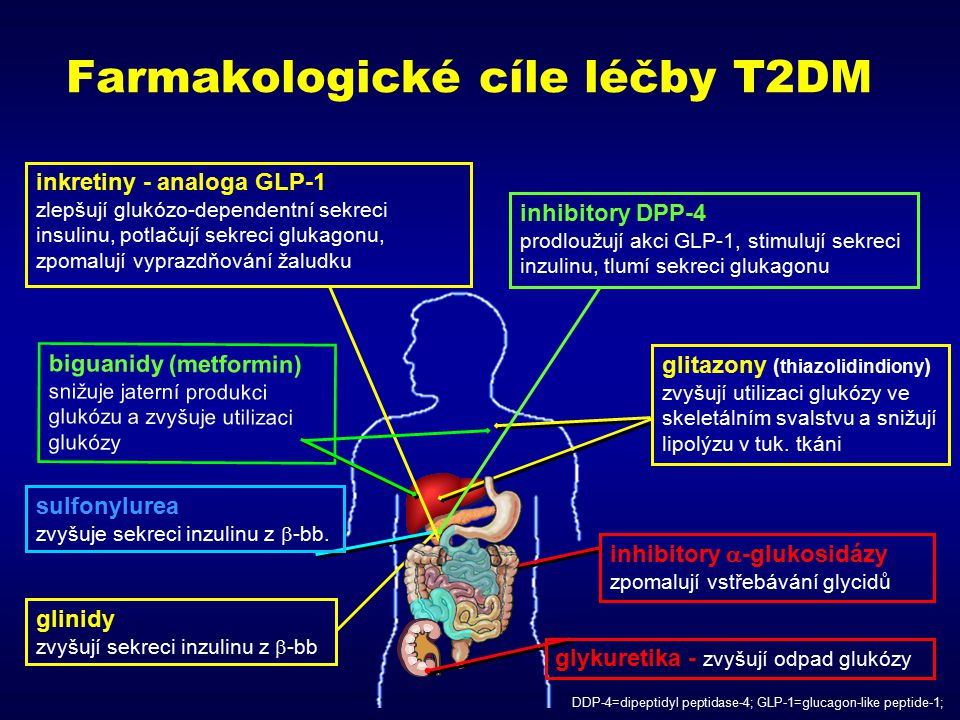 Farmakologické cíle léčby T2DM
inkretiny - analoga GLP-1
zlepšují glukózo-dependentní sekreci
insulinu, potlačují sekreci glukagonu,
zpomalují vyprazdňování žaludku
inhibitory DPP-4
prodloužují akci GLP-1, stimulují sekreci
inzulinu, tlumí sekreci glukagonu
biguanidy (metformin)
snižuje jaterní produkci
glukózu a zvyšuje utilizaci
glukózy
glitazony (thiazolidindiony)
zvyšují utilizaci glukózy ve
skeletálním svalstvu a snižují
lipolýzu v tuk. tkáni
sulfonylurea
zvyšuje sekreci inzulinu z β-bb.
inhibitory α-glukosidázy
zpomalují vstřebávání glycidů
glinidy
zvyšují sekreci inzulinu z β-bb
glykuretika - zvyšují odpad glukózy
DDP-4=dipeptidyl peptidase-4; GLP-1=glucagon-like peptide-1;